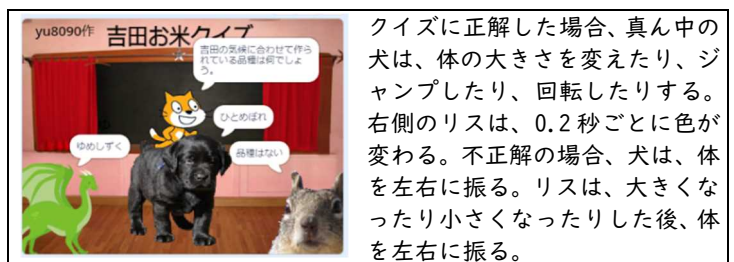 yu8090作
吉田お米クイズ
吉田の気候に合わせて作ら
れている品種は何でしょ
う。
ひとめぼれ
ゆめしずく
品種はない
クイズに正解した場合、真ん中の
犬は、体の大きさを変えたり、ジ
ャンプしたり、回転したりする。
右側のリスは、0.2秒ごとに色が
変わる。不正解の場合、犬は、体
を左右に振る。リスは、大きくな
ったり小さくなったりした後、体
を左右に振る。